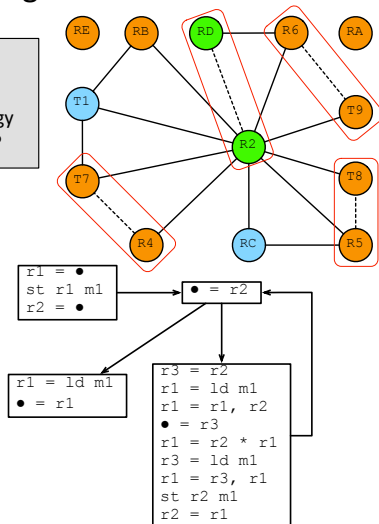 RE RB RD R6 RA
gy
T1
T9
R2
T7 T8
R4 RC R5
r1 = ●
st r1 m1
r2 = ●
● = r2
r1 = ld m1
● = r1
r3 = r2
r1 = ld m1
r1 = r1, r2
● = r3
r1 = r2 * r1
r3 = ld m1
r1 = r3, r1
st r2 m1
r2 = r1